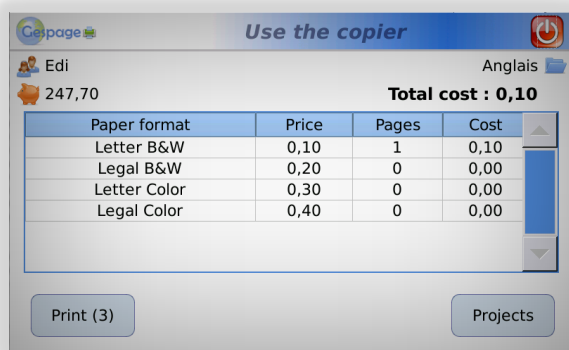 Gespage
Use the copier
Edi
Anglais
247,70
Total cost : 0,10
Paper format Price Pages Cost
Letter B&W 0,10 1 0,10
Legal B&W 0,20 0 0,00
Letter Color 0,30 0 0,00
Legal Color 0,40 0 0,00
Print (3)
Projects